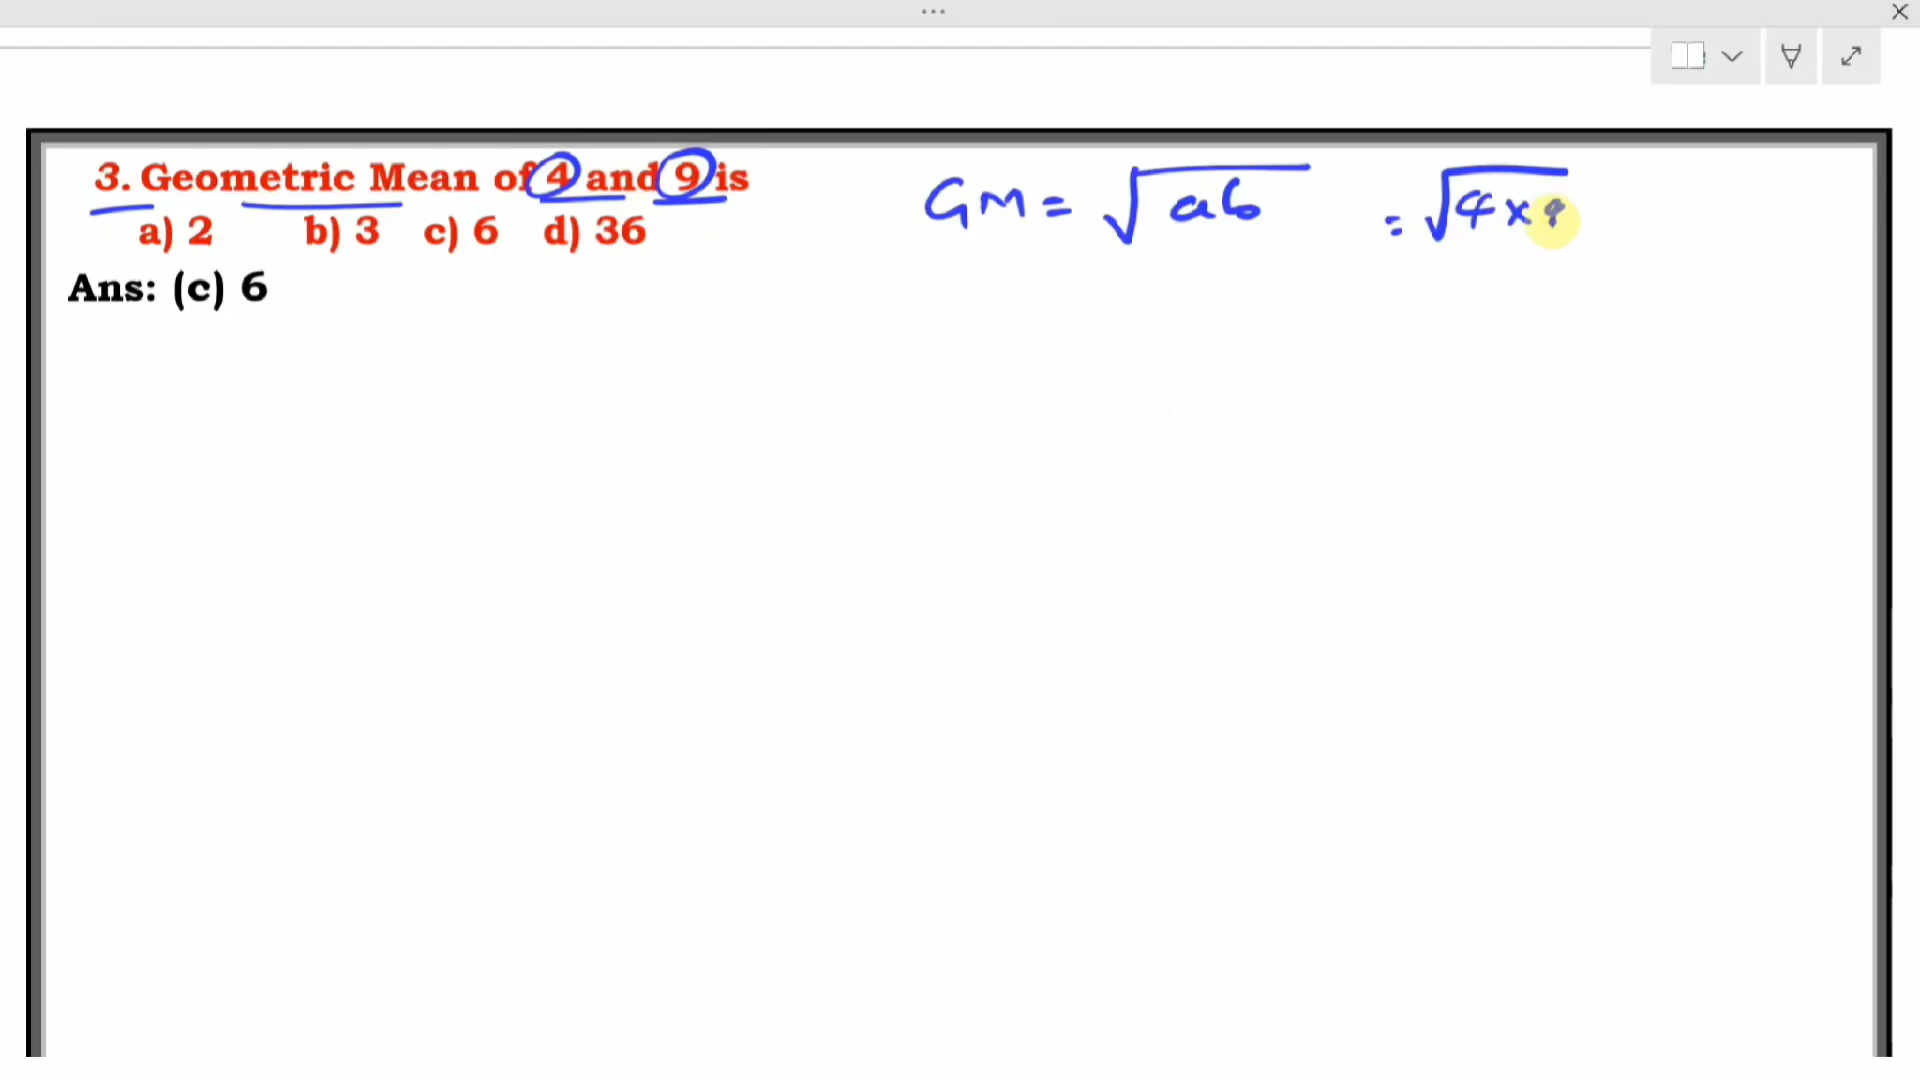 3. Geometric Mean of 4 and 9 is
a) 2 b) 3 c) 6 d) 36
Ans: (c) 6
GM = √ab = √4×9